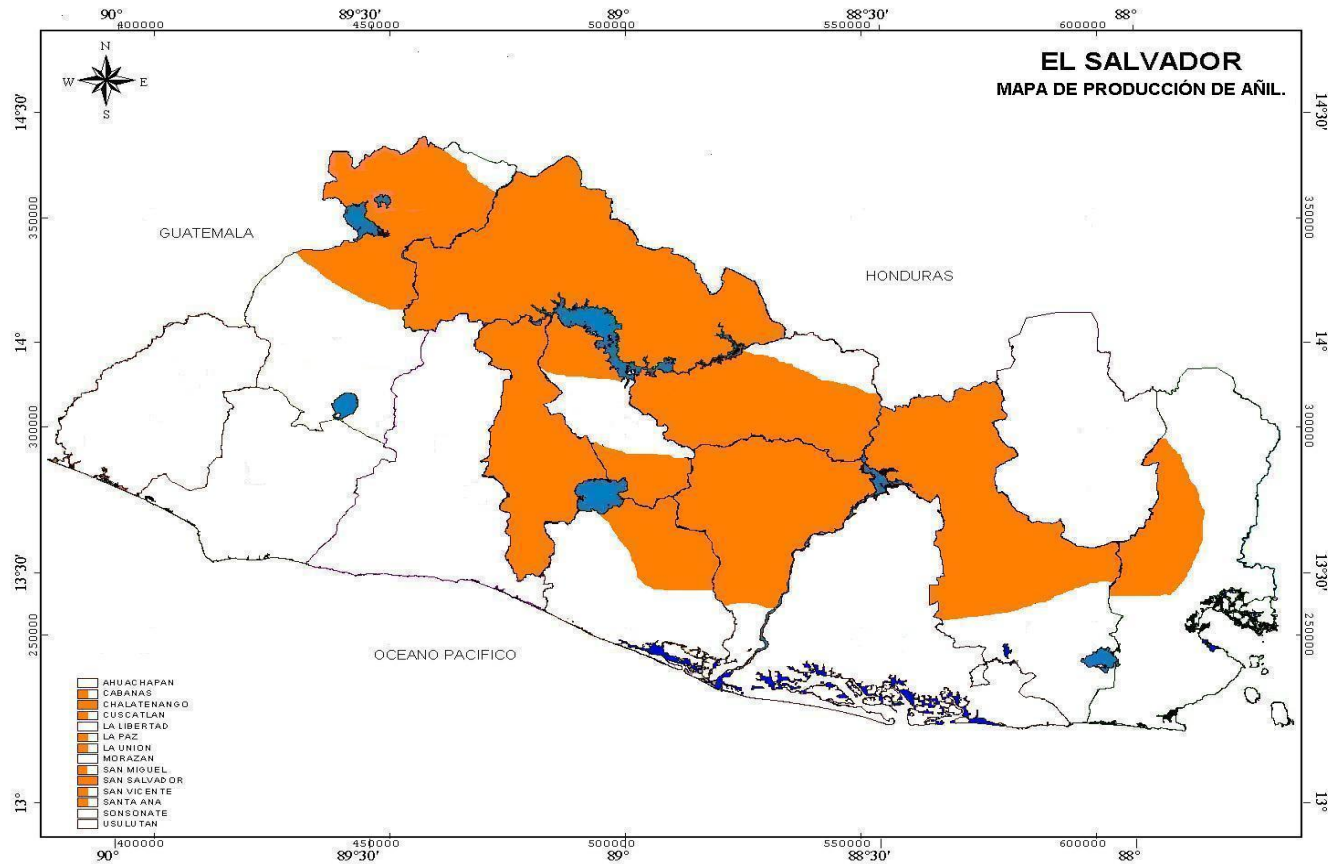 90° 89°30' 89° 88°30' 88°
400000 450000 500000 550000 600000
N
W E
S
EL SALVADOR
MAPA DE PRODUCCIÓN DE AÑIL.
14°30' 14°30'
350000 350000
GUATEMALA
HONDURAS
14° 14°
300000 300000
13°30' 13°30'
250000 250000
OCEANO PACIFICO
AHUACHAPAN
CABANAS
CHALATENANGO
CUSCATLAN
LA LIBERTAD
LA PAZ
LA UNION
MORAZAN
SAN MIGUEL
SAN SALVADOR
SAN VICENTE
SANTA ANA
SONSONATE
USULUTAN
13° 13°
400000 450000 500000 550000 600000
90° 89°30' 89° 88°30' 88°